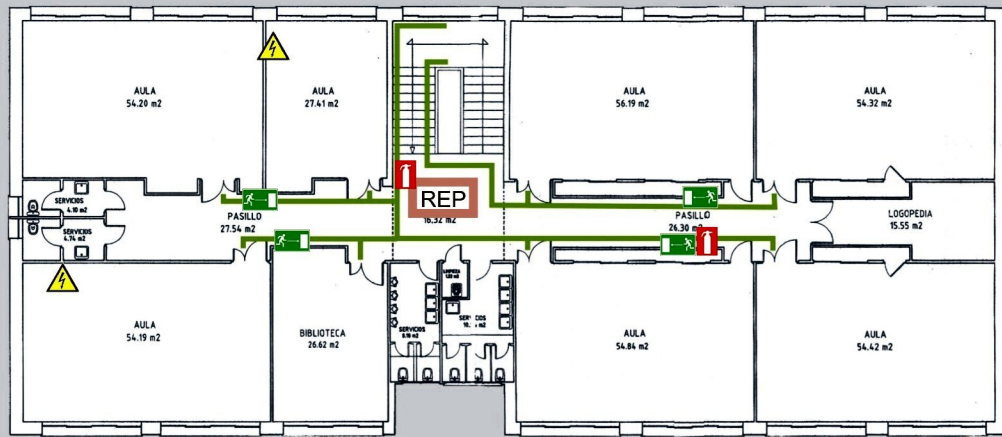 AULA
54.20 m2
AULA
27.41 m2
AULA
56.19 m2
AULA
54.32 m2
REP
16.32 m2
SERVICIOS
4.10 m2
SERVICIOS
4.74 m2
PASILLO
27.54 m2
PASILLO
26.30 m2
LOGOPEDIA
15.55 m2
AULA
54.19 m2
BIBLIOTECA
26.62 m2
SERVICIOS
LIMPIEZA
AULA
54.84 m2
AULA
54.42 m2